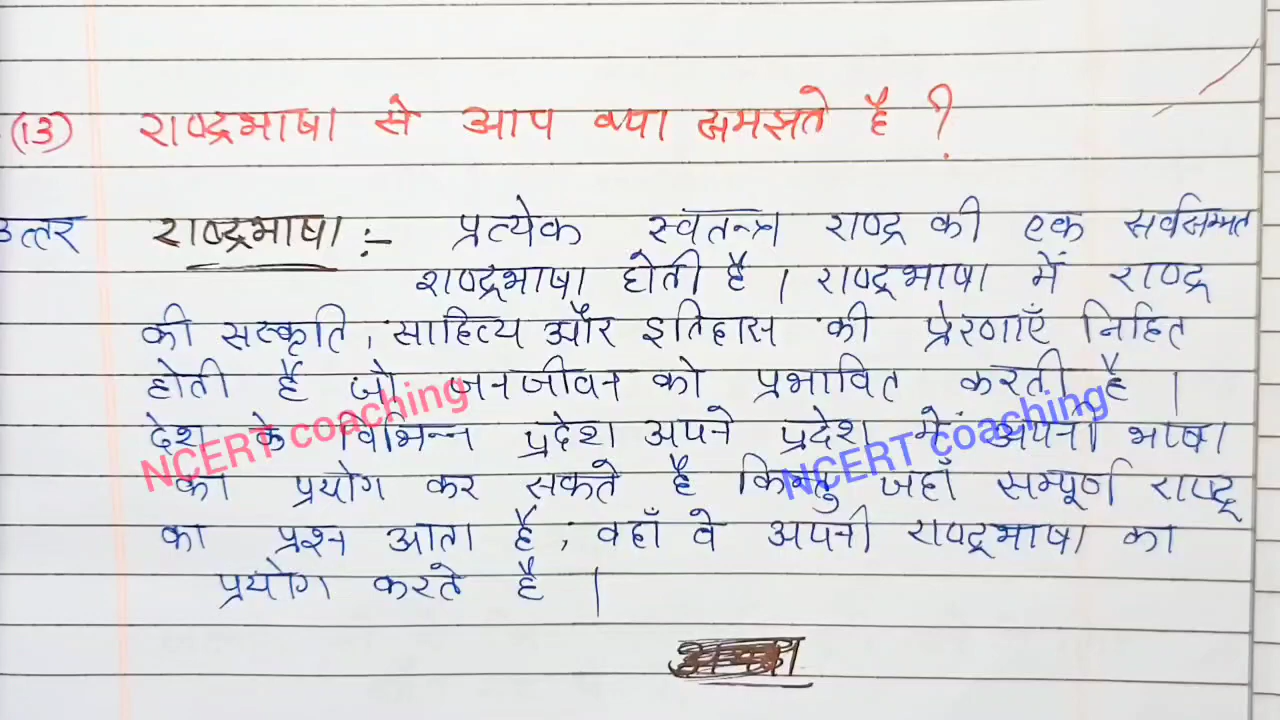 (13) राष्ट्रभाषा से आप क्या समझते है ?
उत्तर राष्ट्रभाषा :- प्रत्येक स्वतन्त्र राष्ट्र की एक सर्वसम्मत
राष्ट्रभाषा होती है । राष्ट्रभाषा में राष्ट्र
की संस्कृति, साहित्य और इतिहास की प्रेरणाएँ निहित
होती हैं जो जनजीवन को प्रभावित करती है ।
देश के विभिन्न प्रदेश अपने प्रदेश में अपनी भाषा
का प्रयोग कर सकते है किन्तु जहाँ सम्पूर्ण राष्ट्र
का प्रश्न आता है, वहाँ वे अपनी राष्ट्रभाषा का
प्रयोग करते है ।
NCERT coaching
NCERT coaching